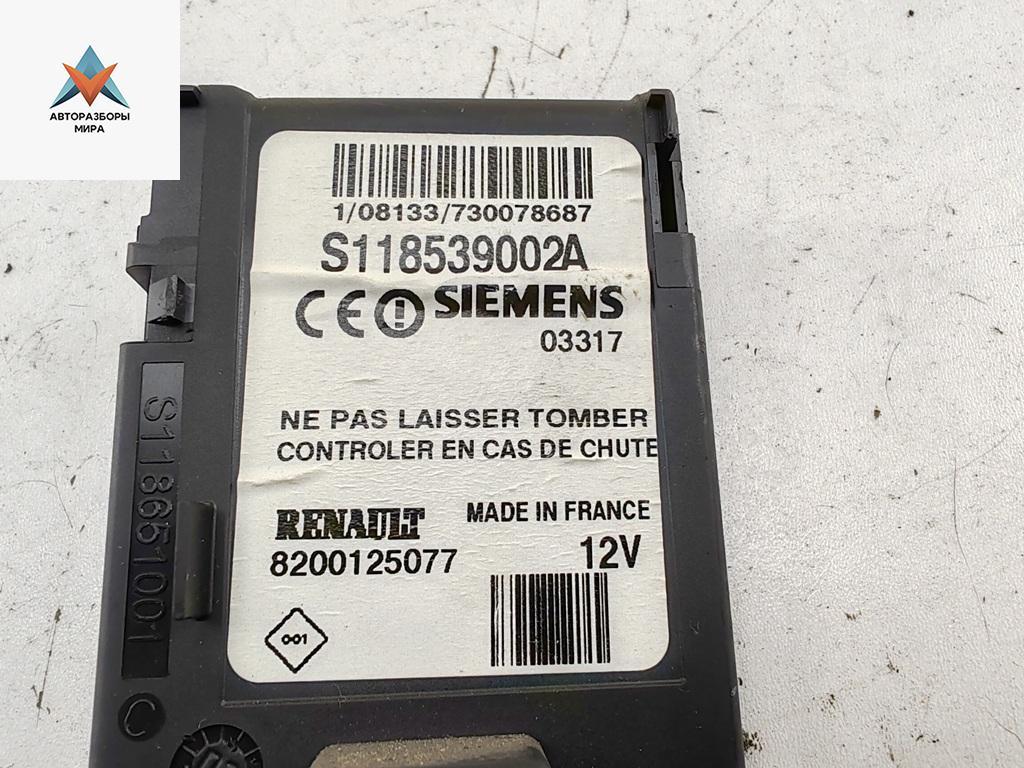 АВТОРАЗБОРЫ
МИРА
1/08133/730078687
S118539002A
CE SIEMENS
03317
NE PAS LAISSER TOMBER
CONTROLER EN CAS DE CHUTE
RENAULT MADE IN FRANCE
8200125077 12V
001
S118651001
C